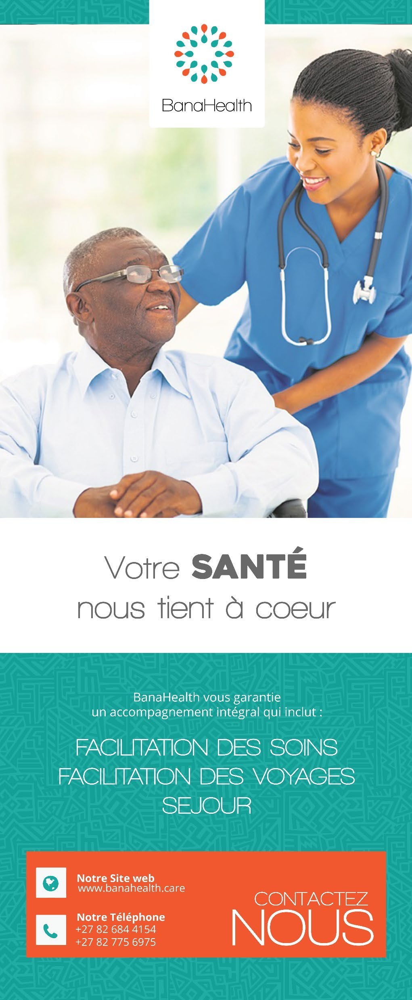 BanaHealth
Votre SANTÉ
nous tient à coeur
BanaHealth vous garantie
un accompagnement intégral qui inclut :
FACILITATION DES SOINS
FACILITATION DES VOYAGES
SEJOUR
Notre Site web
www.banahealth.care
Notre Téléphone
+27 82 684 4154
+27 82 775 6975
CONTACTEZ
NOUS